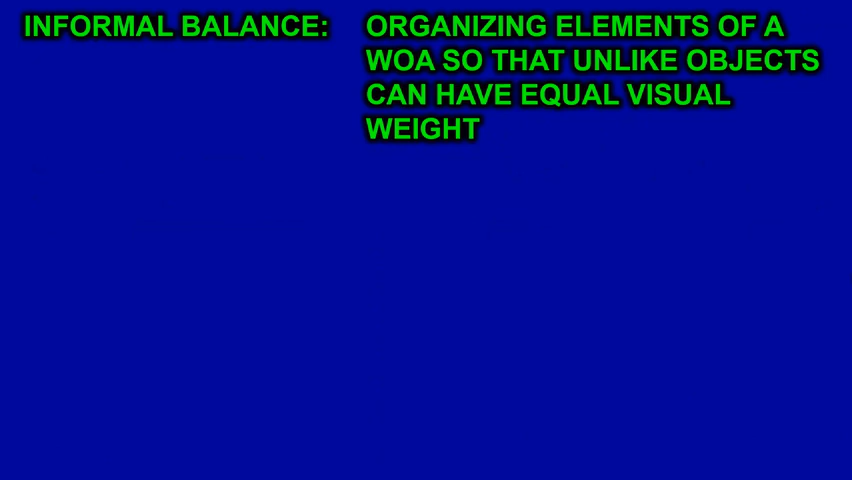 INFORMAL BALANCE: ORGANIZING ELEMENTS OF A
WOA SO THAT UNLIKE OBJECTS
CAN HAVE EQUAL VISUAL
WEIGHT